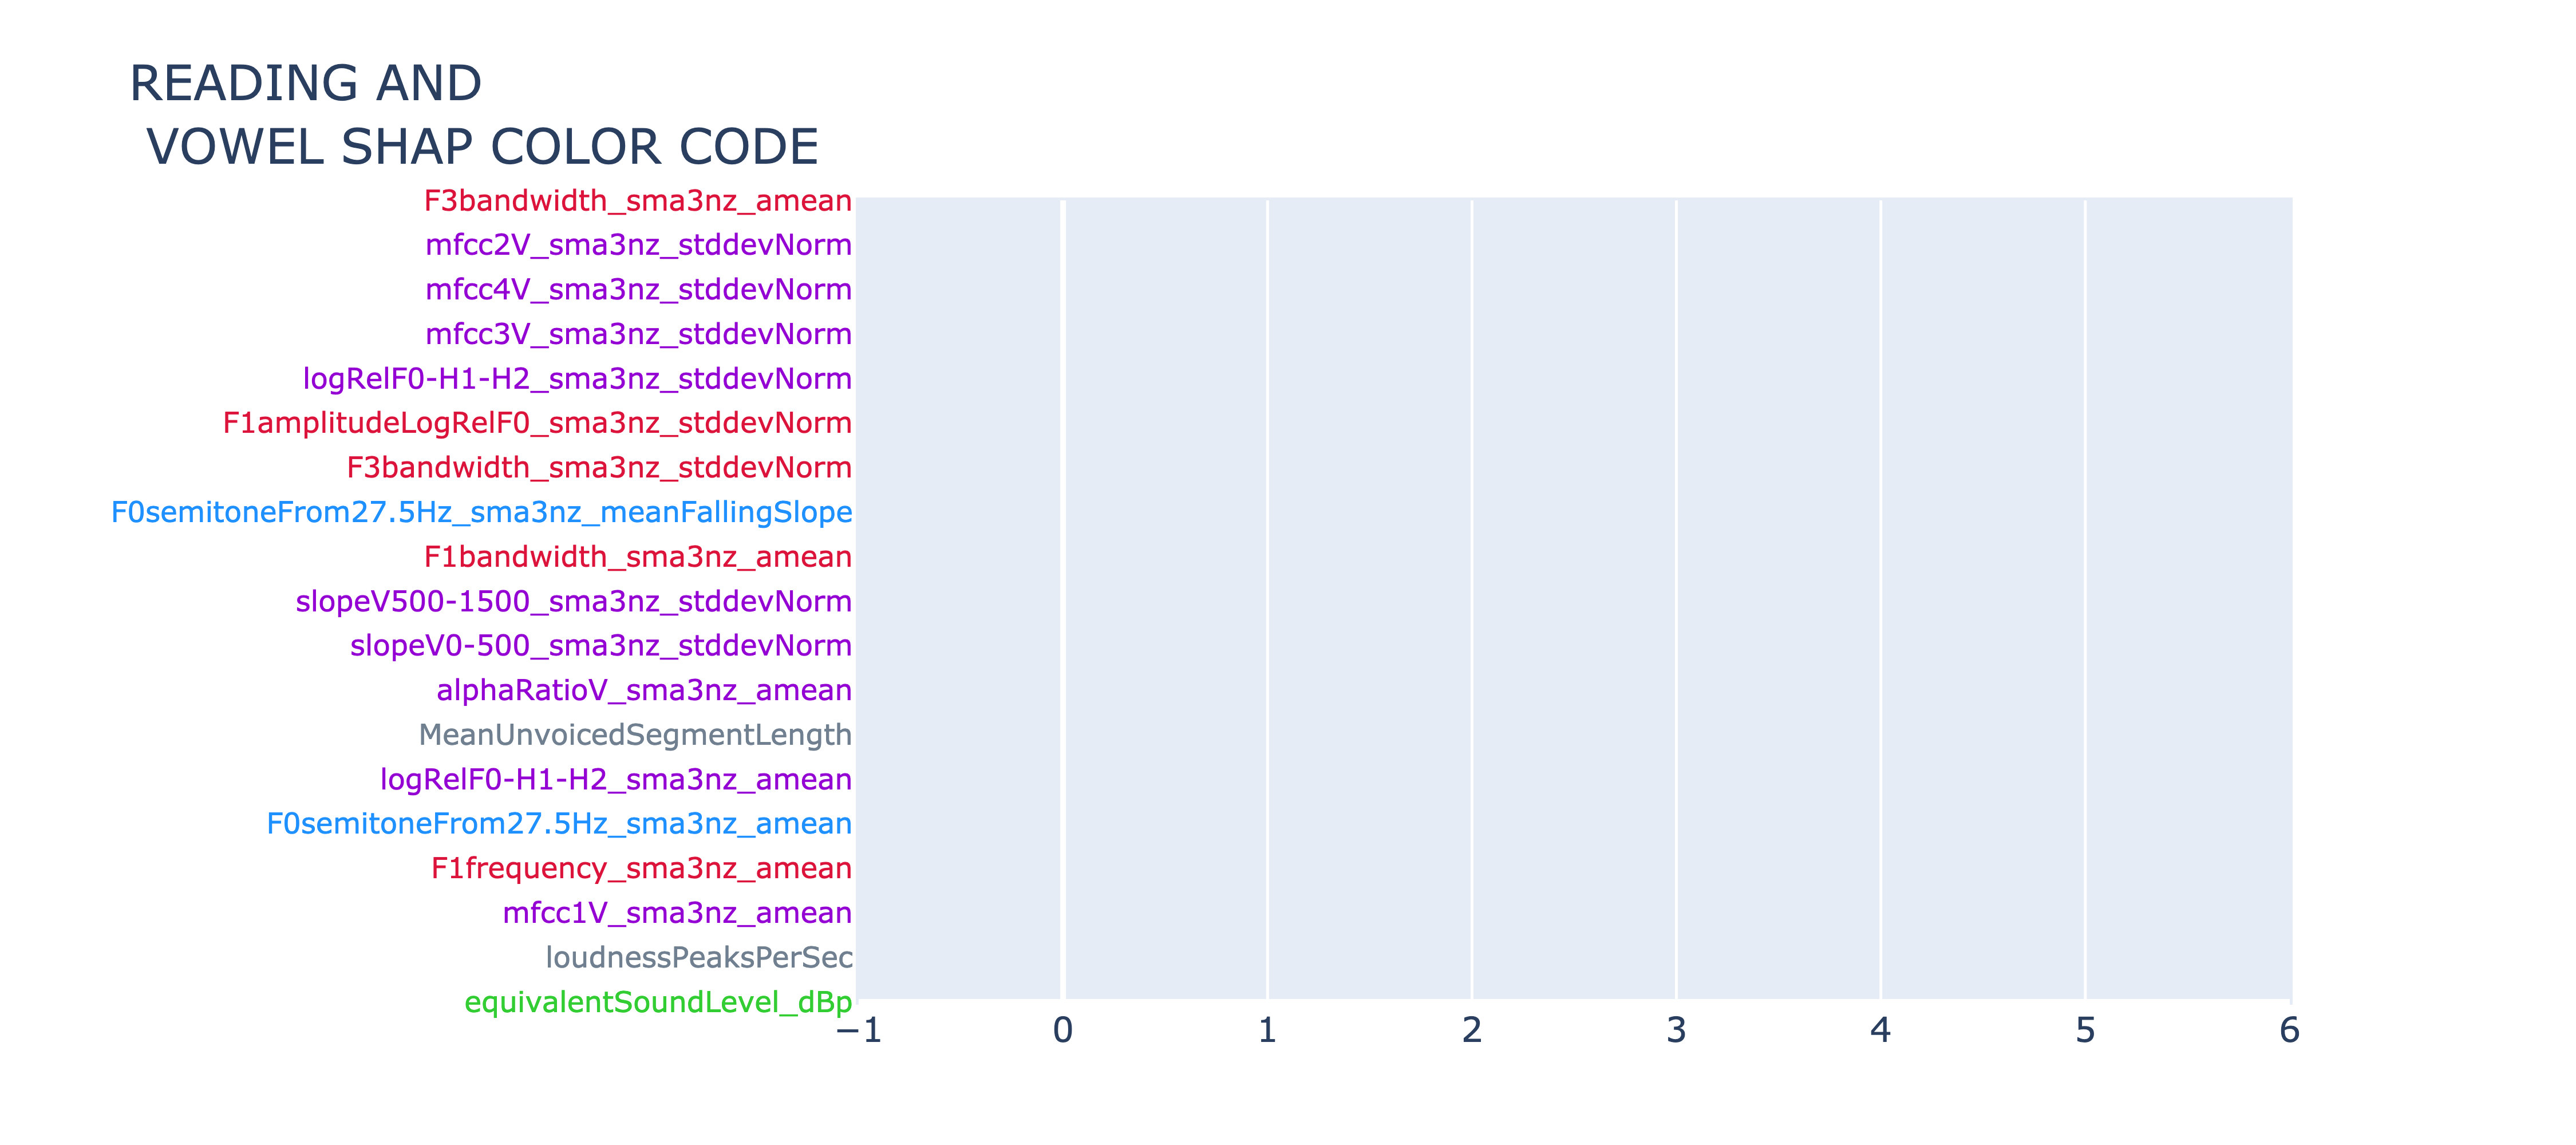 READING AND
VOWEL SHAP COLOR CODE
F3bandwidth_sma3nz_amean
mfcc2V_sma3nz_stddevNorm
mfcc4V_sma3nz_stddevNorm
mfcc3V_sma3nz_stddevNorm
logRelF0-H1-H2_sma3nz_stddevNorm
F1amplitudeLogRelF0_sma3nz_stddevNorm
F3bandwidth_sma3nz_stddevNorm
F0semitoneFrom27.5Hz_sma3nz_meanFallingSlope
F1bandwidth_sma3nz_amean
slopeV500-1500_sma3nz_stddevNorm
slopeV0-500_sma3nz_stddevNorm
alphaRatioV_sma3nz_amean
MeanUnvoicedSegmentLength
logRelF0-H1-H2_sma3nz_amean
F0semitoneFrom27.5Hz_sma3nz_amean
F1frequency_sma3nz_amean
mfcc1V_sma3nz_amean
loudnessPeaksPerSec
equivalentSoundLevel_dBp
−1 0 1 2 3 4 5 6